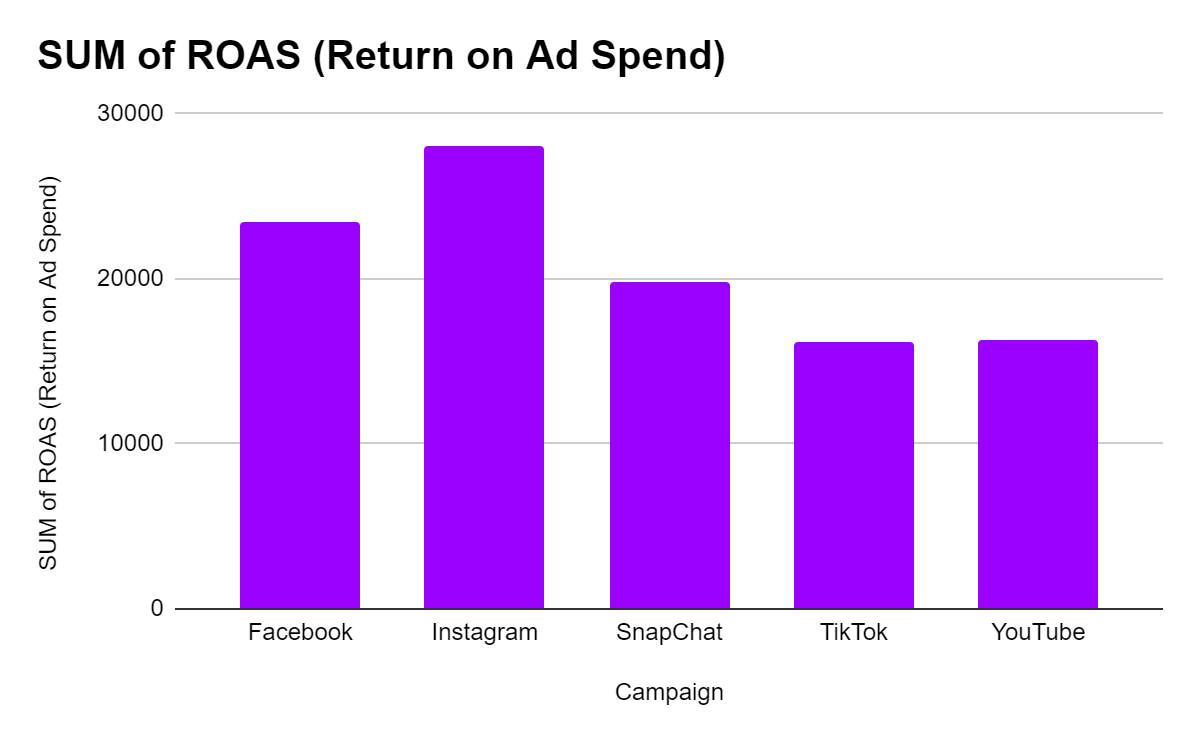 SUM of ROAS (Return on Ad Spend)
SUM of ROAS (Return on Ad Spend)
30000
20000
10000
0
Facebook Instagram SnapChat TikTok YouTube
Campaign